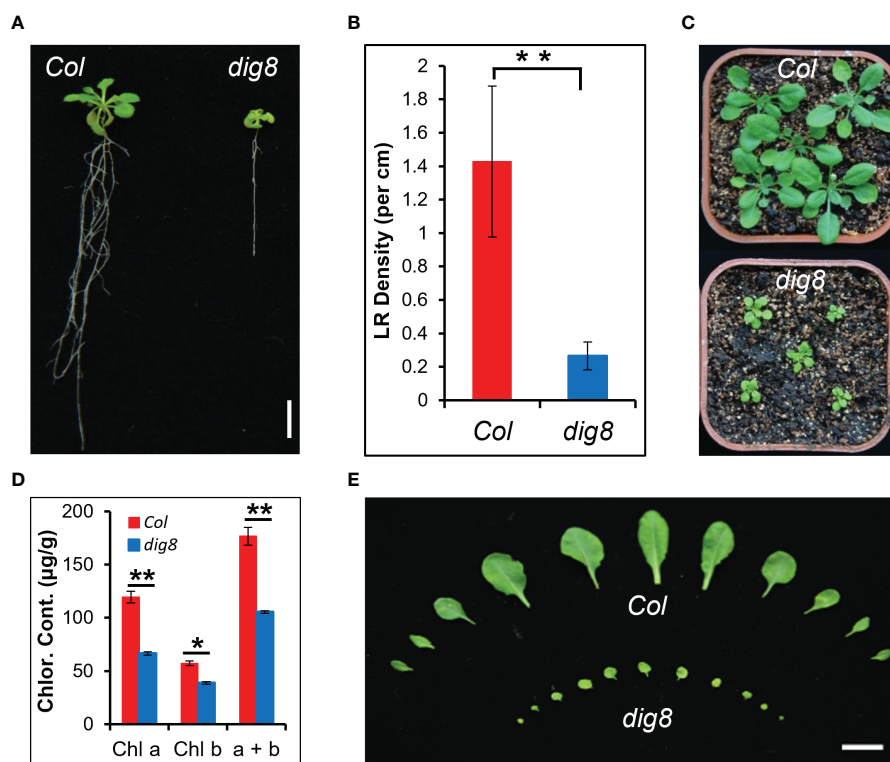 A
Col
dig8
B
**
LR Density (per cm)
2
1.8
1.6
1.4
1.2
1
0.8
0.6
0.4
0.2
0
Col
dig8
C
Col
dig8
D
Chlor. Cont. (µg/g)
200
150
100
50
0
Col
dig8
**
*
**
Chl a
Chl b
a + b
E
Col
dig8